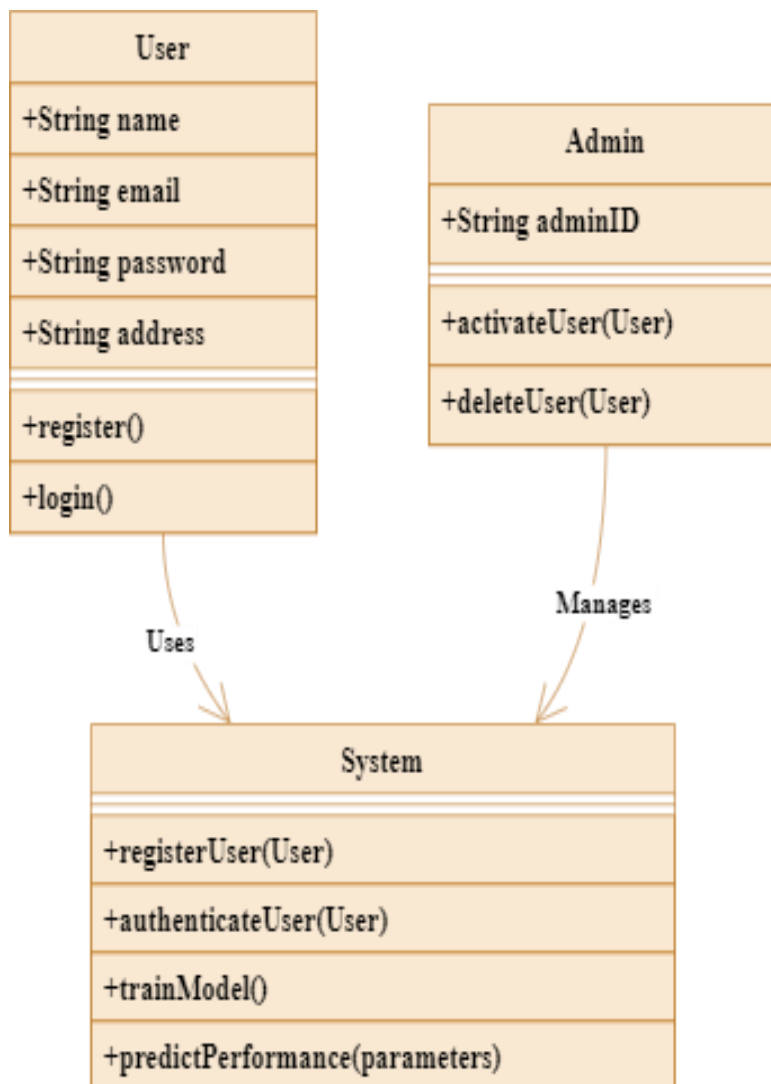 User
+String name
+String email
+String password
+String address
+register()
+login()
Admin
+String adminID
+activateUser(User)
+deleteUser(User)
Uses
Manages
System
+registerUser(User)
+authenticateUser(User)
+trainModel()
+predictPerformance(parameters)